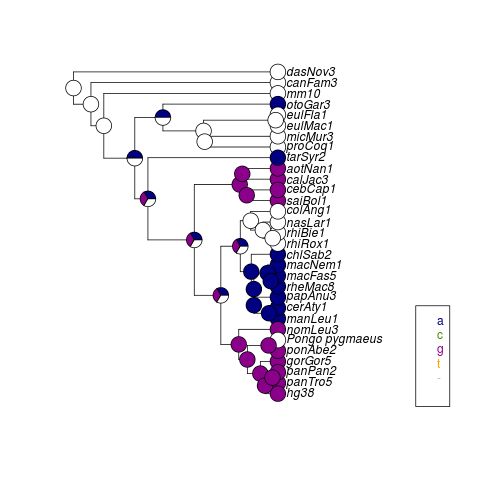 dasNov3
canFam3
mm10
otoGar3
eulFla1
eulMac1
micMur3
proCoq1
tarSyr2
aotNan1
calJac3
cebCap1
saiBol1
colAng1
nasLar1
rhiBie1
rhiRox1
chlSab2
macNem1
macFas5
rheMac8
papAnu3
cerAty1
manLeu1
nomLeu3
Pongo pygmaeus
ponAbe2
gorGor5
panPan2
panTro5
hg38
a
c
g
t
-